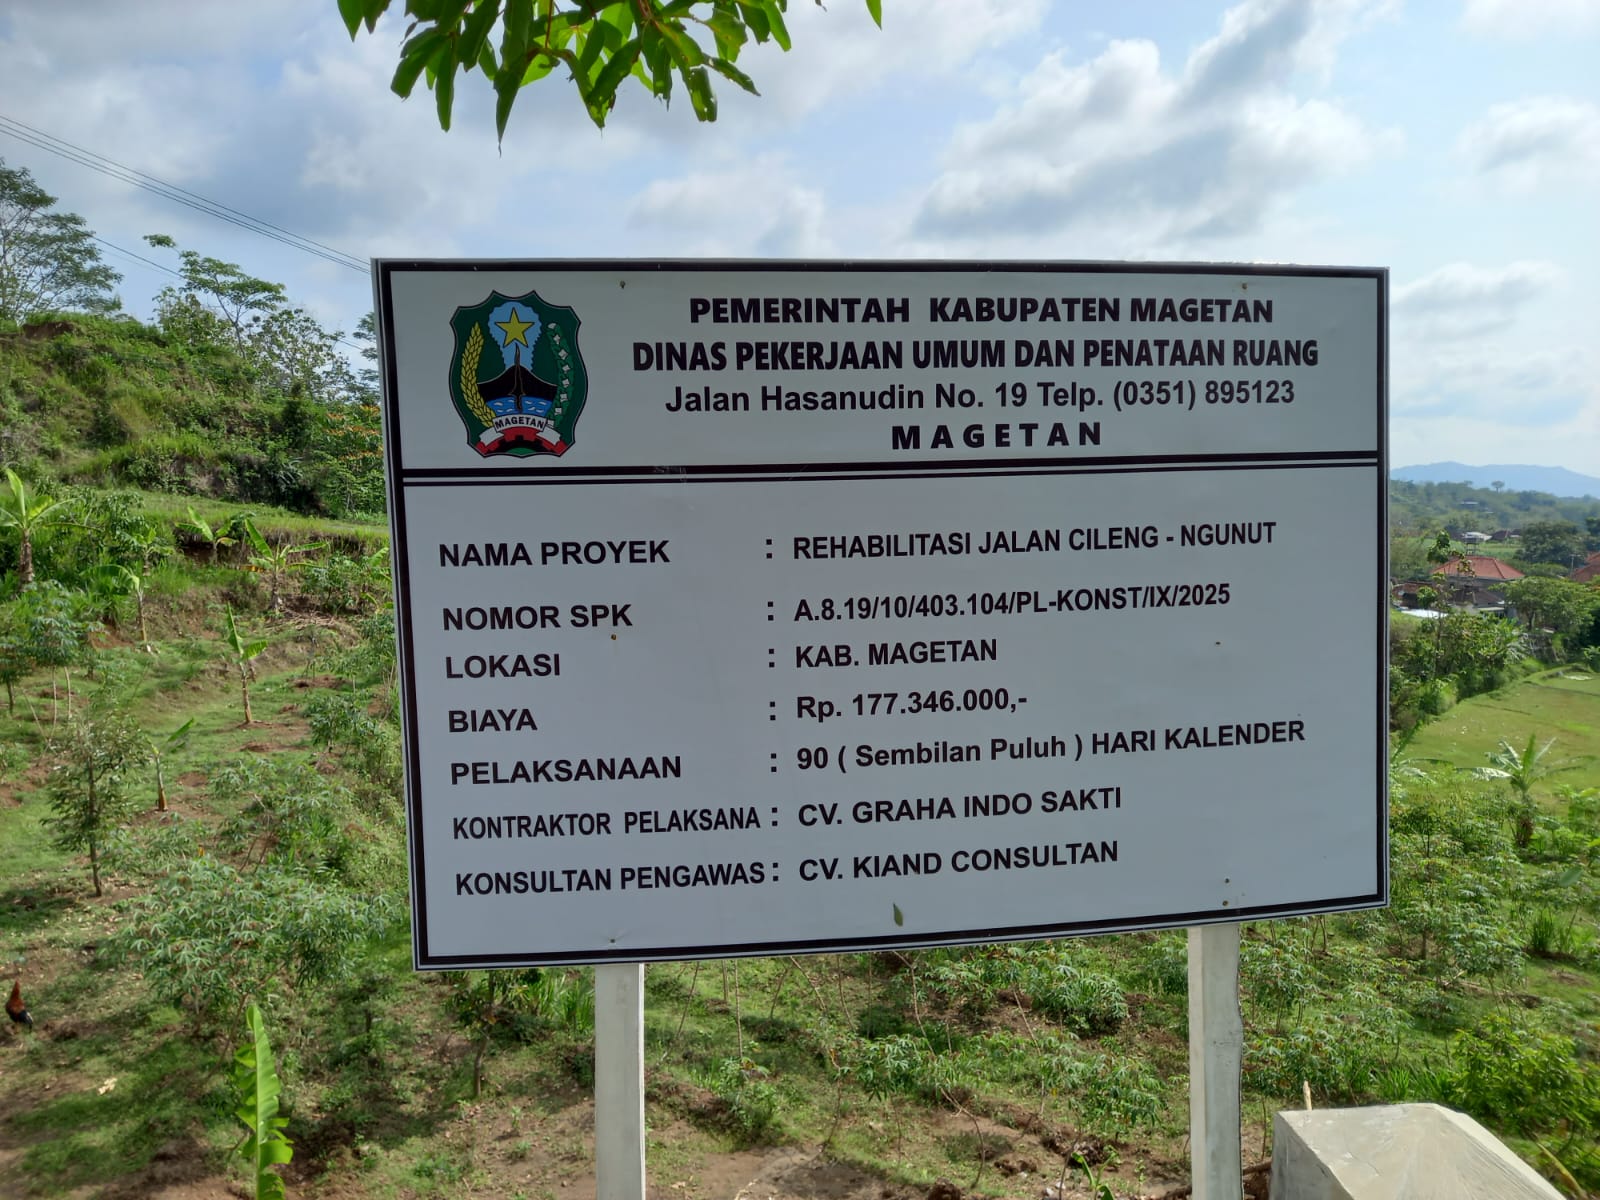 PEMERINTAH KABUPATEN MAGETAN
DINAS PEKERJAAN UMUM DAN PENATAAN RUANG
Jalan Hasanudin No. 19 Telp. (0351) 895123
MAGETAN
MAGETAN
NAMA PROYEK : REHABILITASI JALAN CILENG - NGUNUT
NOMOR SPK : A.8.19/10/403.104/PL-KONST/IX/2025
LOKASI : KAB. MAGETAN
BIAYA : Rp. 177.346.000,-
PELAKSANAAN : 90 ( Sembilan Puluh ) HARI KALENDER
KONTRAKTOR PELAKSANA : CV. GRAHA INDO SAKTI
KONSULTAN PENGAWAS : CV. KIAND CONSULTAN